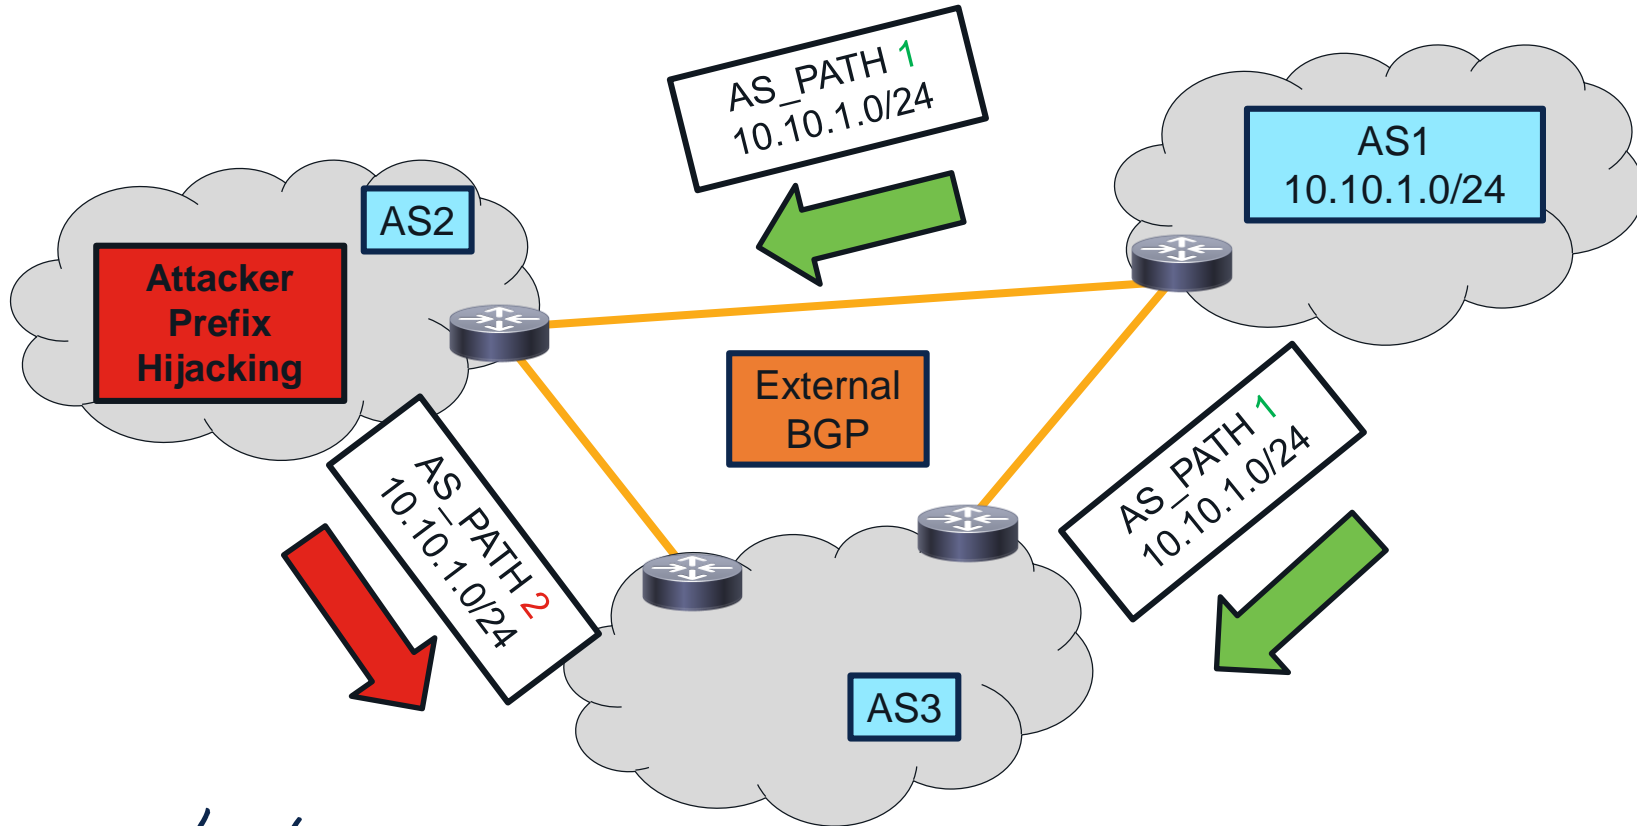 AS_PATH 1
10.10.1.0/24
AS1
10.10.1.0/24
AS2
Attacker
Prefix
Hijacking
External
BGP
AS_PATH 2
10.10.1.0/24
AS_PATH 1
10.10.1.0/24
AS3